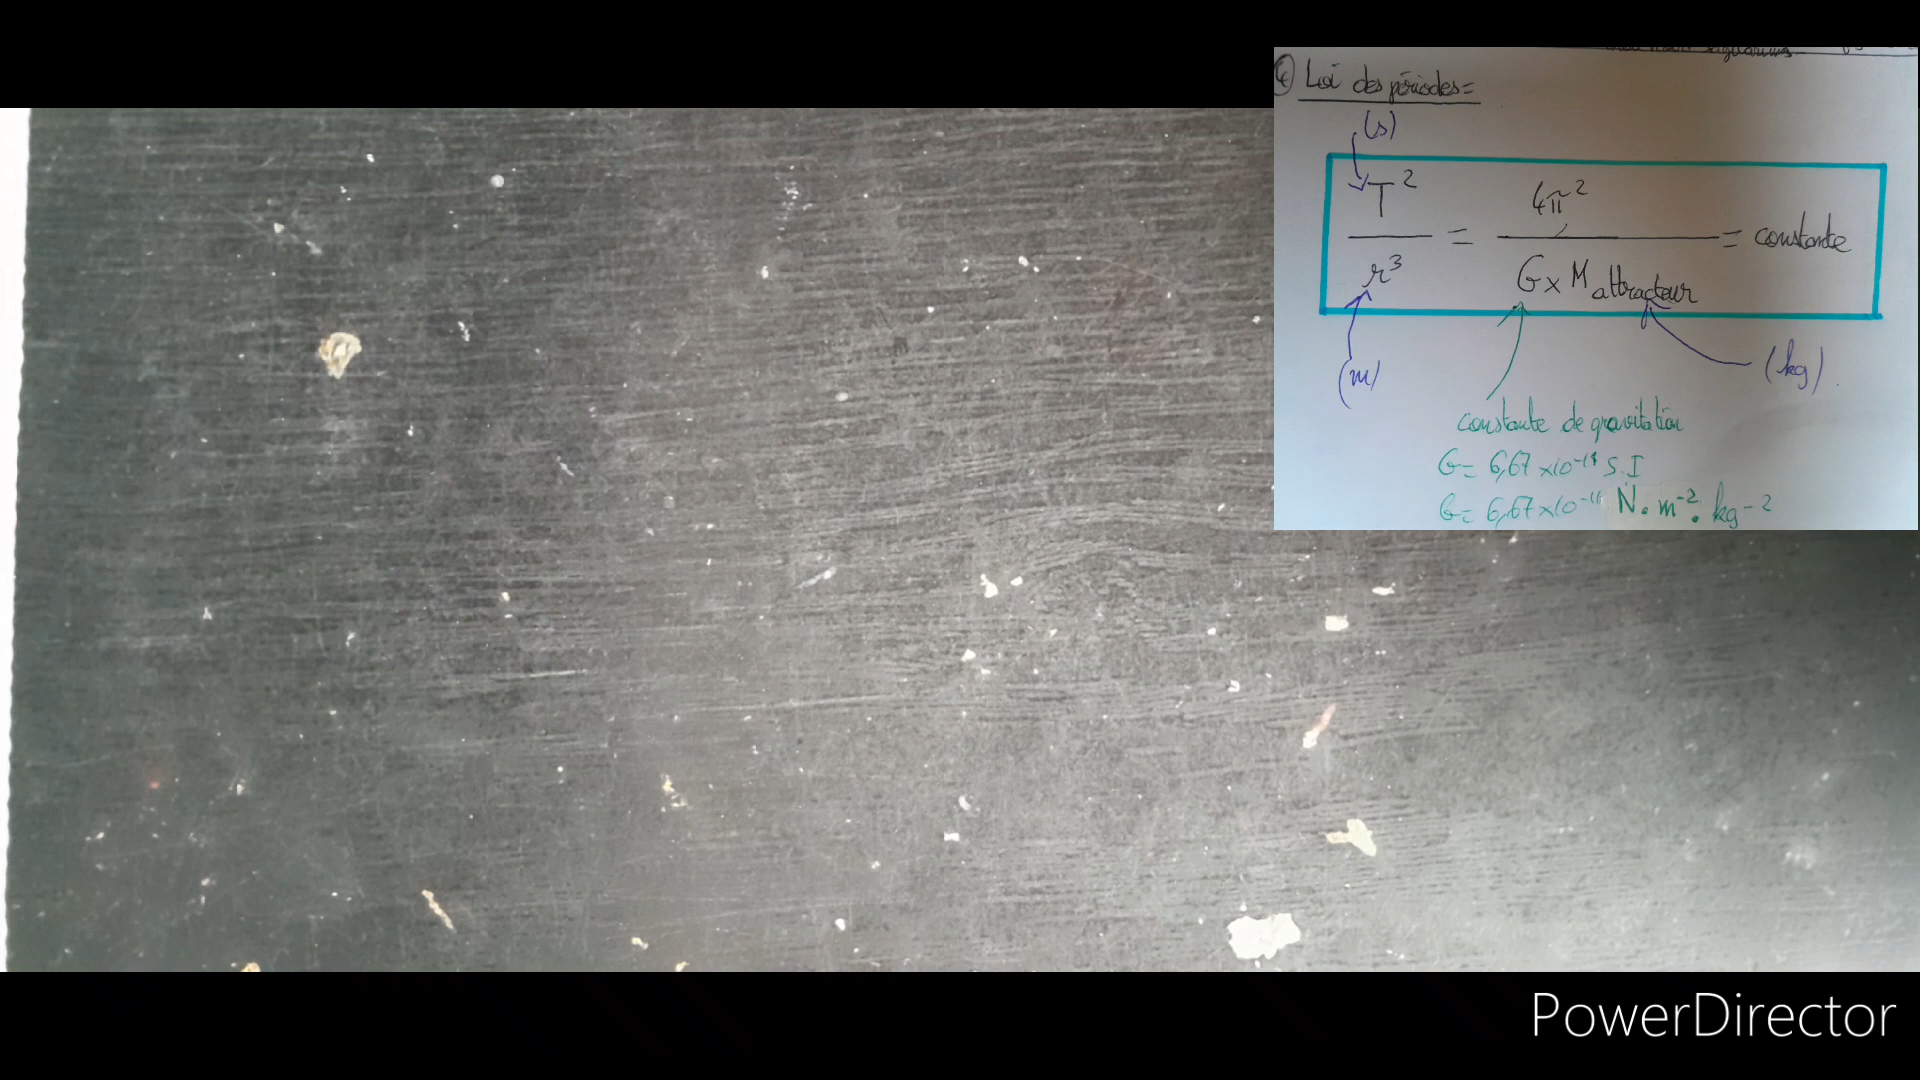 ④ Loi des périodes =
(s)
T² / r³ = 4π² / G × M attracteur = constante
(m)
(kg).
constante de gravitation
G = 6,67 × 10⁻¹¹ S.I
G = 6,67 × 10⁻¹¹ N . m⁻² . kg - 2
PowerDirector